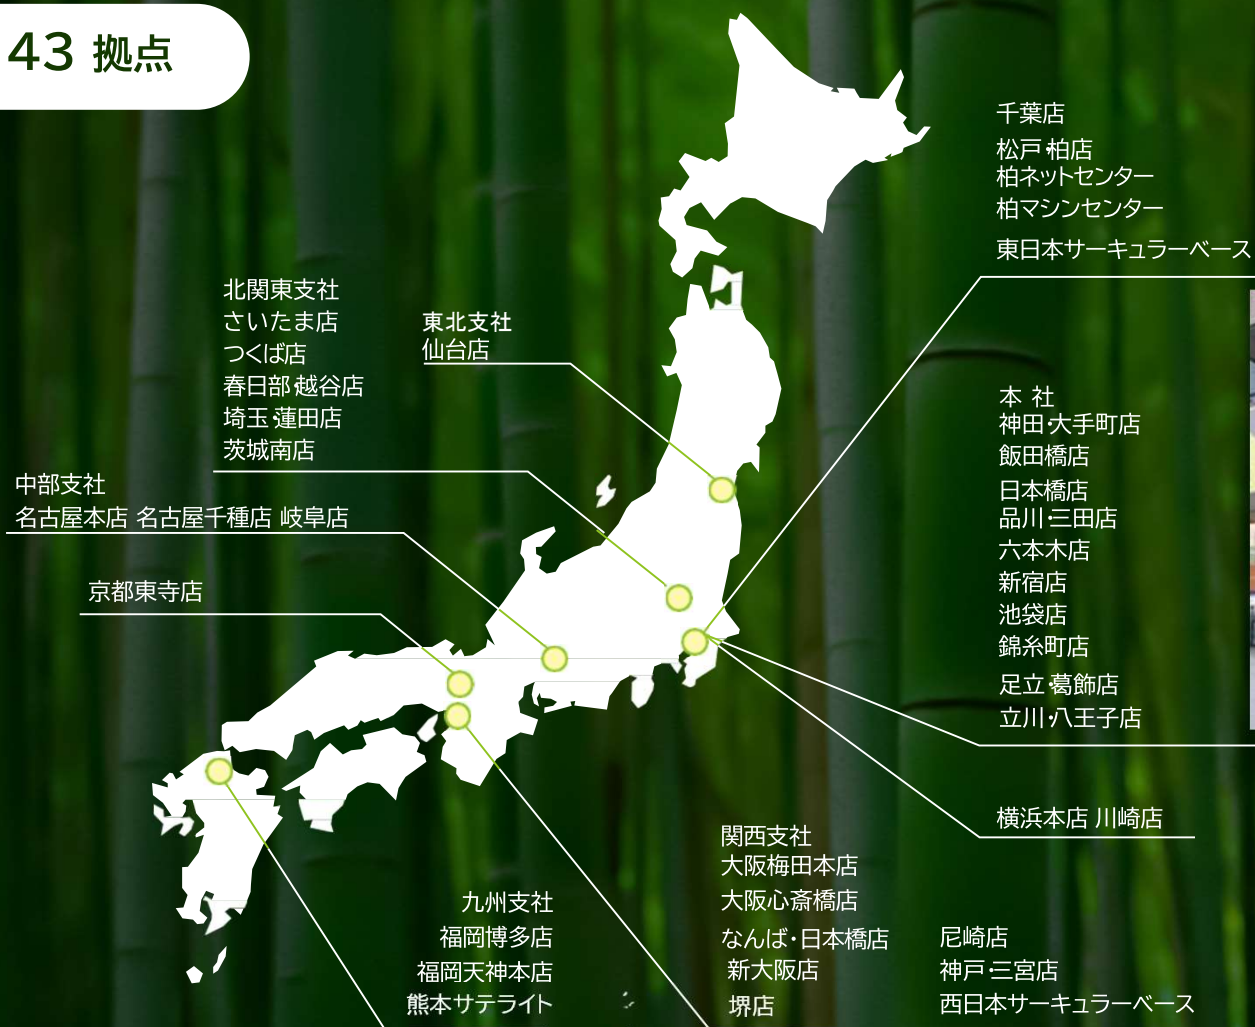 43 拠点
千葉店
松戸・柏店
柏ネットセンター
柏マシンセンター
東日本サーキュラーベース
北関東支社
さいたま店
つくば店
春日部・越谷店
埼玉・蓮田店
茨城南店
東北支社
仙台店
中部支社
名古屋本店 名古屋千種店 岐阜店
京都東寺店
本 社
神田・大手町店
飯田橋店
日本橋店
品川・三田店
六本木店
新宿店
池袋店
錦糸町店
足立・葛飾店
立川・八王子店
横浜本店 川崎店
九州支社
福岡博多店
福岡天神本店
熊本サテライト
関西支社
大阪梅田本店
大阪心斎橋店
なんば・日本橋店
新大阪店
堺店
尼崎店
神戸・三宮店
西日本サーキュラーベース